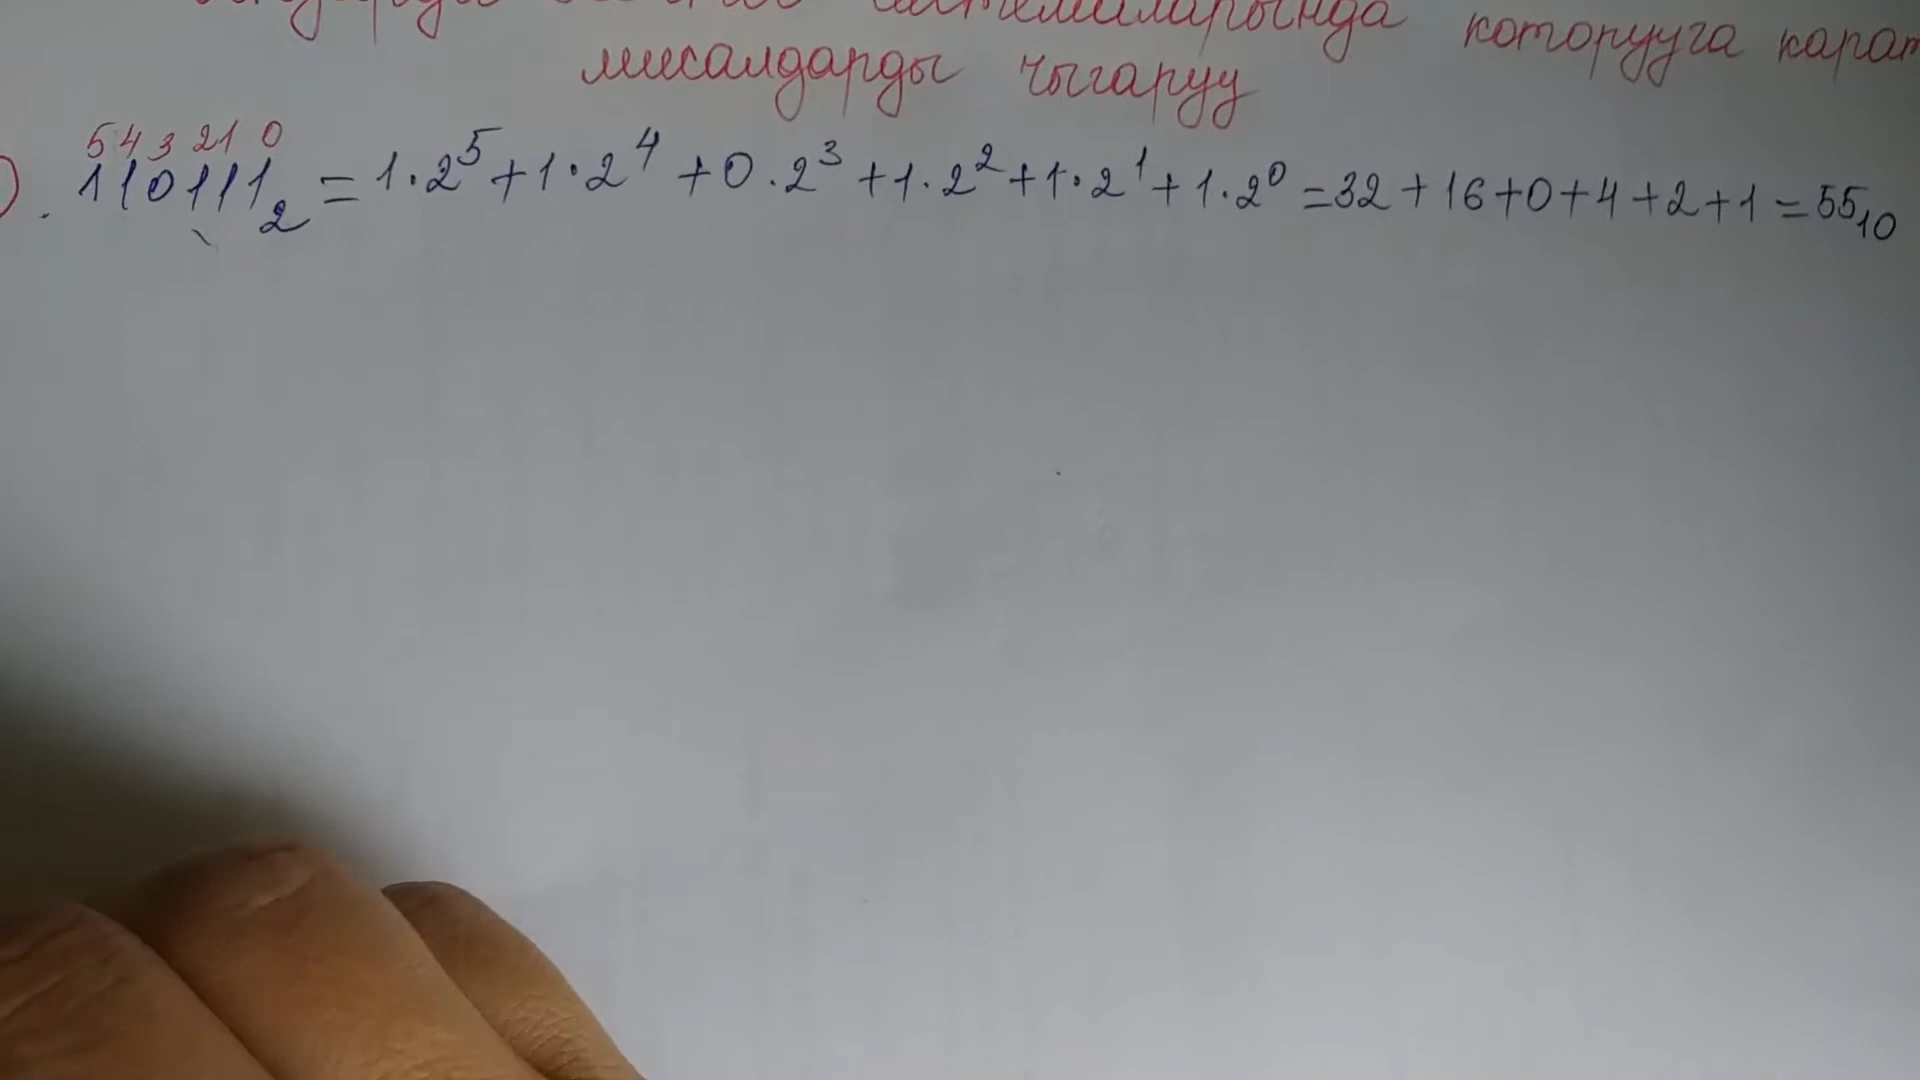 которууга карат
мисалдарды чыгаруу
5 4 3 2 1 0
). 110111₂ = 1·2⁵ + 1·2⁴ + 0·2³ + 1·2² + 1·2¹ + 1·2⁰ = 32 + 16 + 0 + 4 + 2 + 1 = 55₁₀